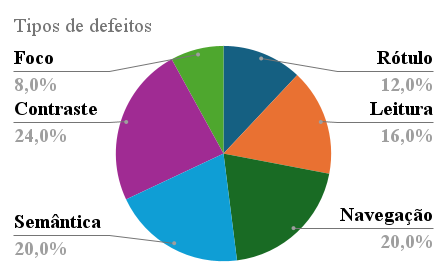 Tipos de defeitos
Foco
8,0%
Rótulo
12,0%
Contraste
24,0%
Leitura
16,0%
Semântica
20,0%
Navegação
20,0%